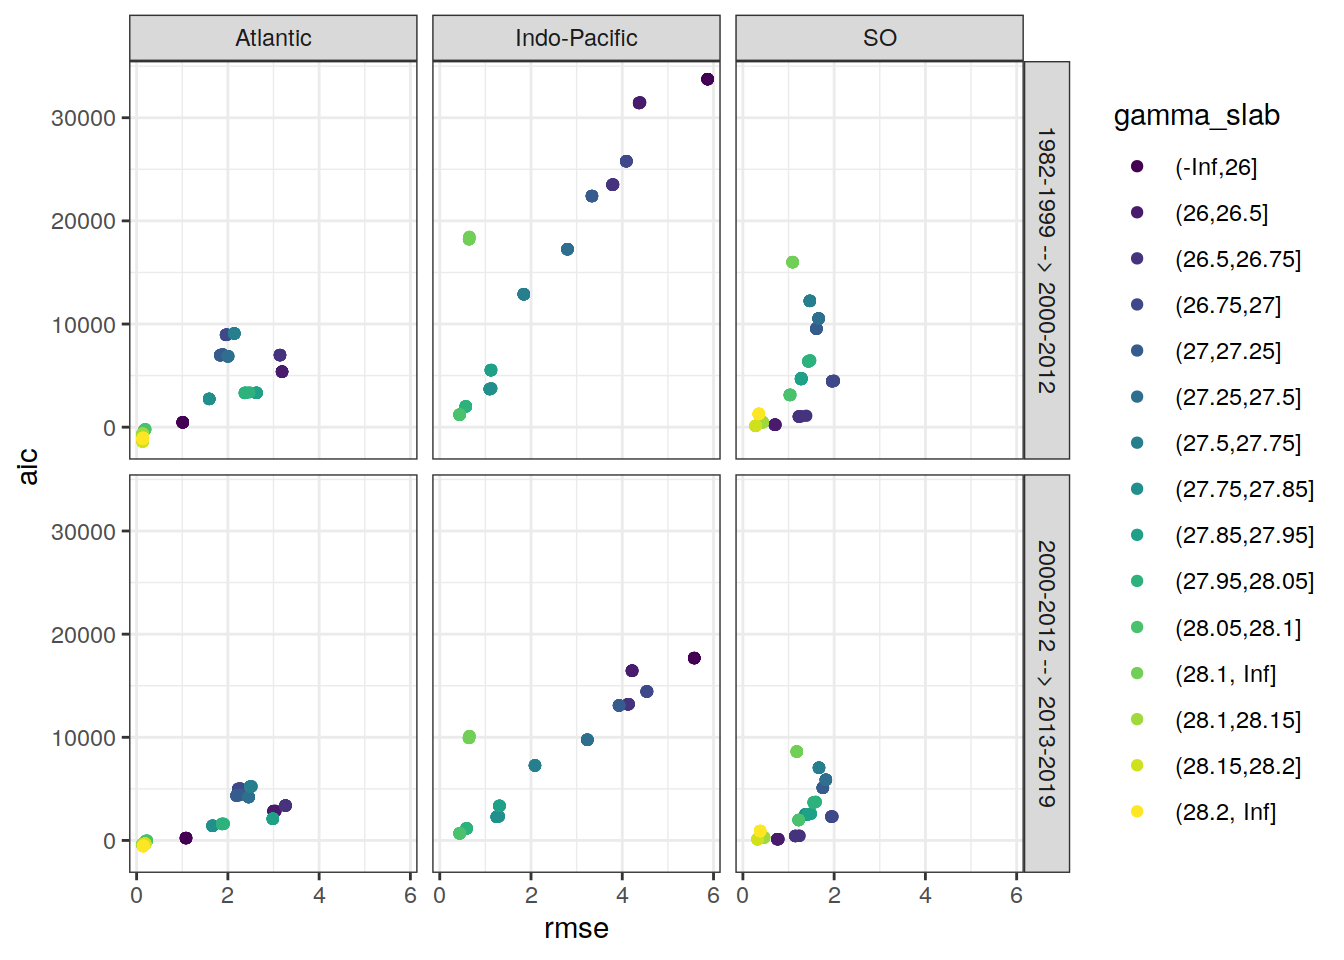 Atlantic
Indo-Pacific
SO
1982-1999 --> 2000-2012
2000-2012 --> 2013-2019
30000
20000
10000
0
30000
20000
10000
0
aic
0 2 4 6
0 2 4 6
0 2 4 6
rmse
gamma_slab
(-Inf,26]
(26,26.5]
(26.5,26.75]
(26.75,27]
(27,27.25]
(27.25,27.5]
(27.5,27.75]
(27.75,27.85]
(27.85,27.95]
(27.95,28.05]
(28.05,28.1]
(28.1, Inf]
(28.1,28.15]
(28.15,28.2]
(28.2, Inf]